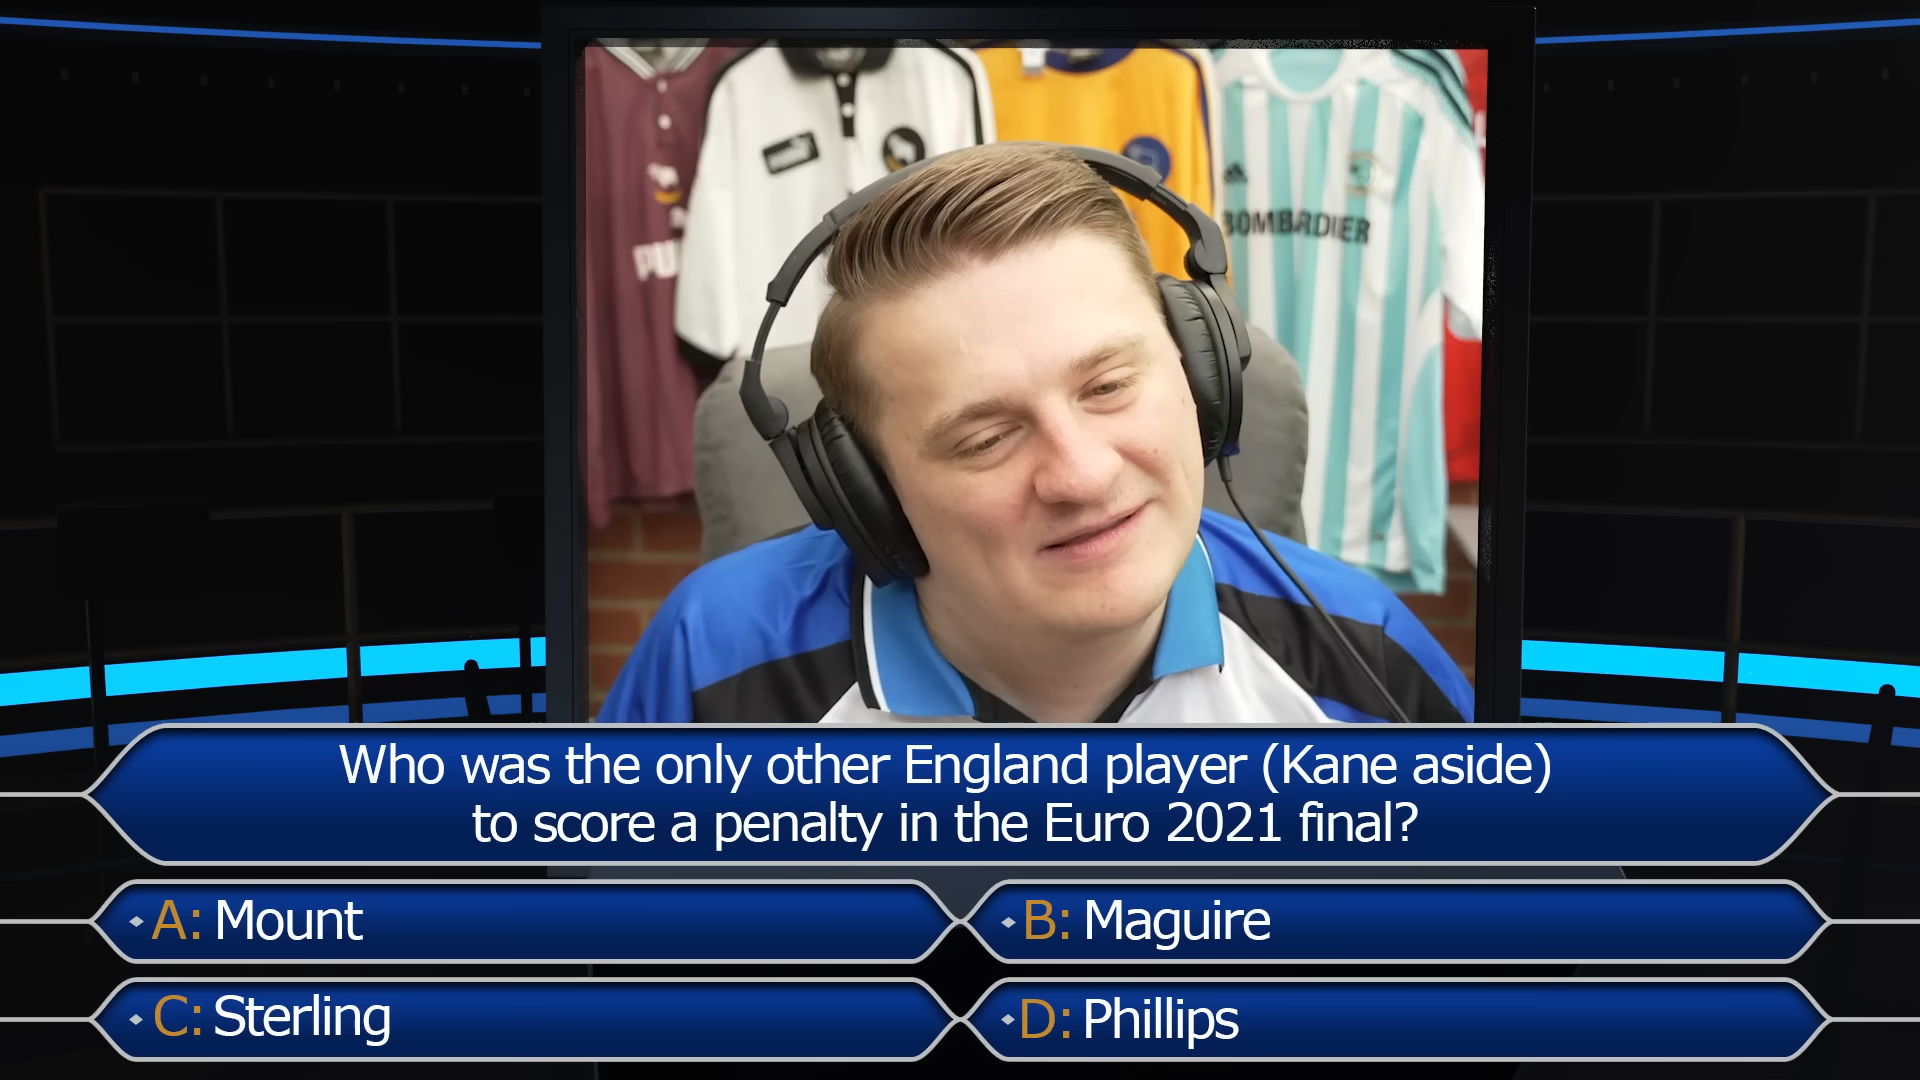 PU
BOMBARDIER
Who was the only other England player (Kane aside)
to score a penalty in the Euro 2021 final?
A: Mount
B: Maguire
C: Sterling
D: Phillips